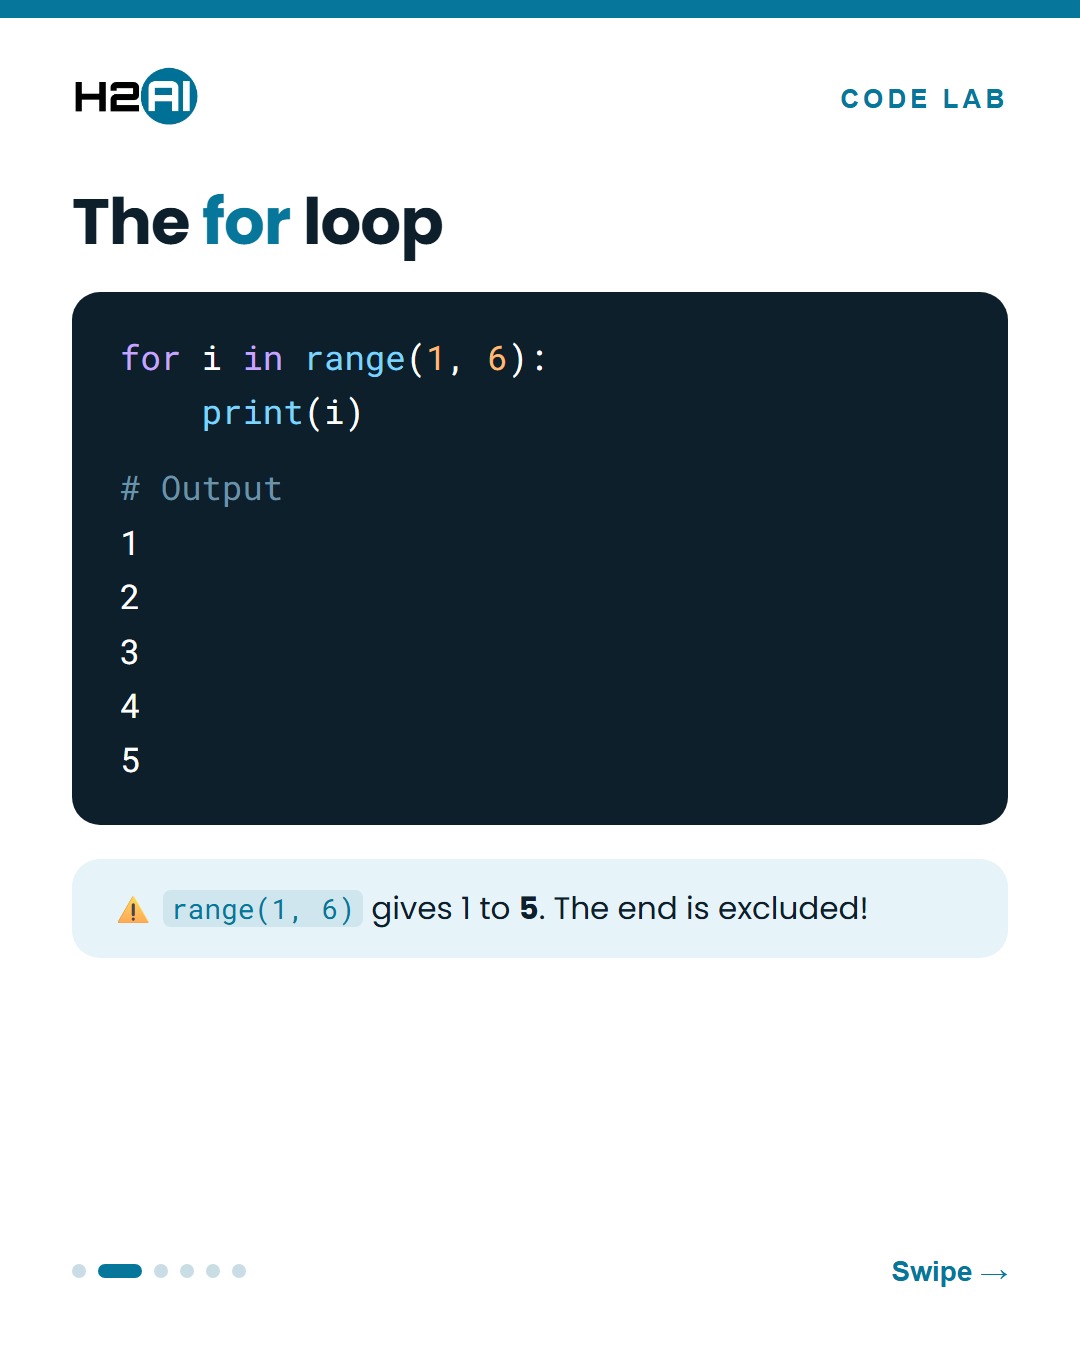 H2AI
CODE LAB
The for loop
for i in range(1, 6):
    print(i)
# Output
1
2
3
4
5
⚠️ range(1, 6) gives 1 to 5. The end is excluded!
Swipe →